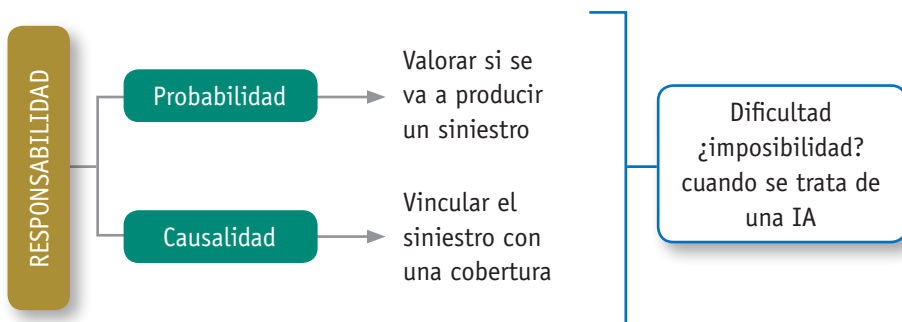 RESPONSABILIDAD
Probabilidad
Valorar si se
va a producir
un siniestro
Causalidad
Vincular el
siniestro con
una cobertura
Dificultad
¿imposibilidad?
cuando se trata de
una IA